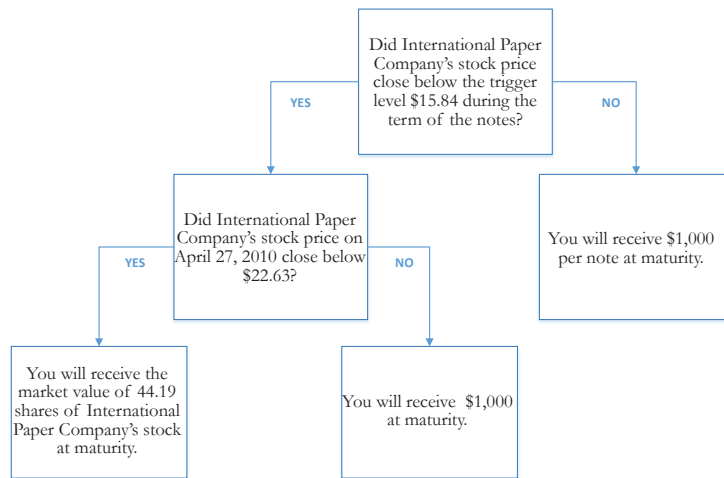 Did International Paper
Company's stock price
close below the trigger
level $15.84 during the
term of the notes?
YES
NO
Did International Paper
Company's stock price on
April 27, 2010 close below
$22.63?
You will receive $1,000
per note at maturity.
YES
NO
You will receive the
market value of 44.19
shares of International
Paper Company's stock
at maturity.
You will receive  $1,000
at maturity.